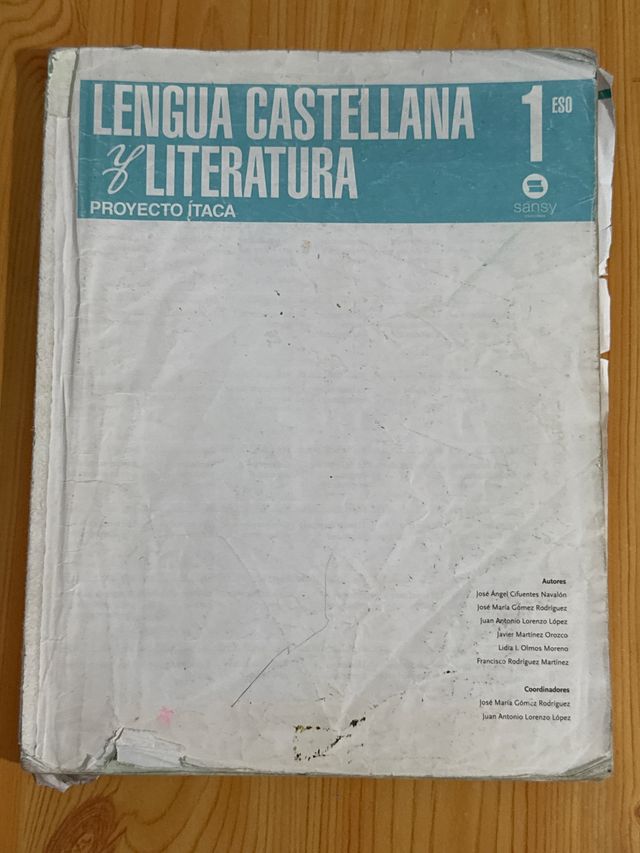 LENGUA CASTELLANA
y LITERATURA
PROYECTO ÍTACA
1 ESO
sansy
Autores
José Ángel Cifuentes Navalón
José María Gómez Rodríguez
Juan Antonio Lorenzo López
Javier Martínez Orozco
Lidia I. Olmos Moreno
Francisco Rodríguez Martínez
Coordinadores
José María Gómez Rodríguez
Juan Antonio Lorenzo López